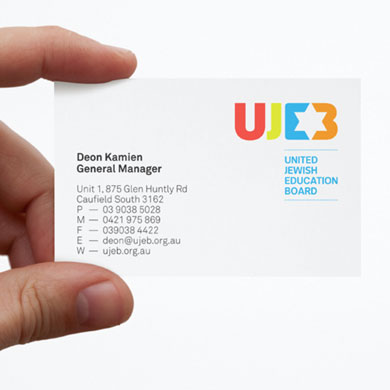 UJEB
UNITED
JEWISH
EDUCATION
BOARD
Deon Kamien
General Manager
Unit 1, 875 Glen Huntly Rd
Caufield South 3162
P — 03 9038 5028
M — 0421 975 869
F — 039038 4422
E — deon@ujeb.org.au
W — ujeb.org.au